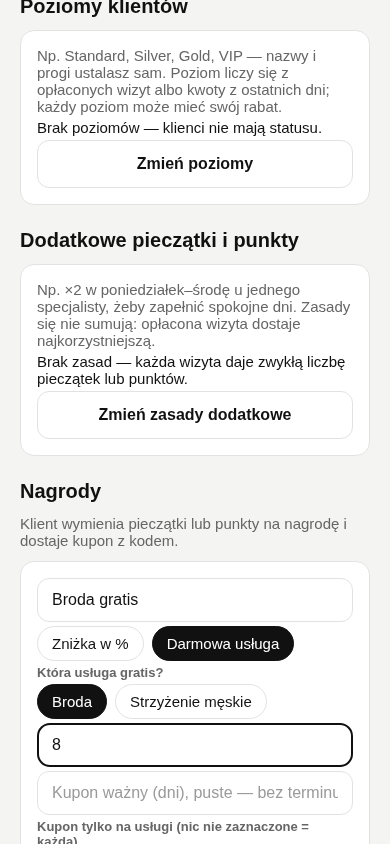 Poziomy klientów
Np. Standard, Silver, Gold, VIP — nazwy i
progi ustalasz sam. Poziom liczy się z
opłaconych wizyt albo kwoty z ostatnich dni;
każdy poziom może mieć swój rabat.
Brak poziomów — klienci nie mają statusu.
Zmień poziomy
Dodatkowe pieczątki i punkty
Np. ×2 w poniedziałek–środę u jednego
specjalisty, żeby zapełnić spokojne dni. Zasady
się nie sumują: opłacona wizyta dostaje
najkorzystniejszą.
Brak zasad — każda wizyta daje zwykłą liczbę
pieczątek lub punktów.
Zmień zasady dodatkowe
Nagrody
Klient wymienia pieczątki lub punkty na nagrodę i
dostaje kupon z kodem.
Broda gratis
Zniżka w % Darmowa usługa
Która usługa gratis?
Broda Strzyżenie męskie
8
Kupon ważny (dni), puste — bez terminu
Kupon tylko na usługi (nic nie zaznaczone =
każda)